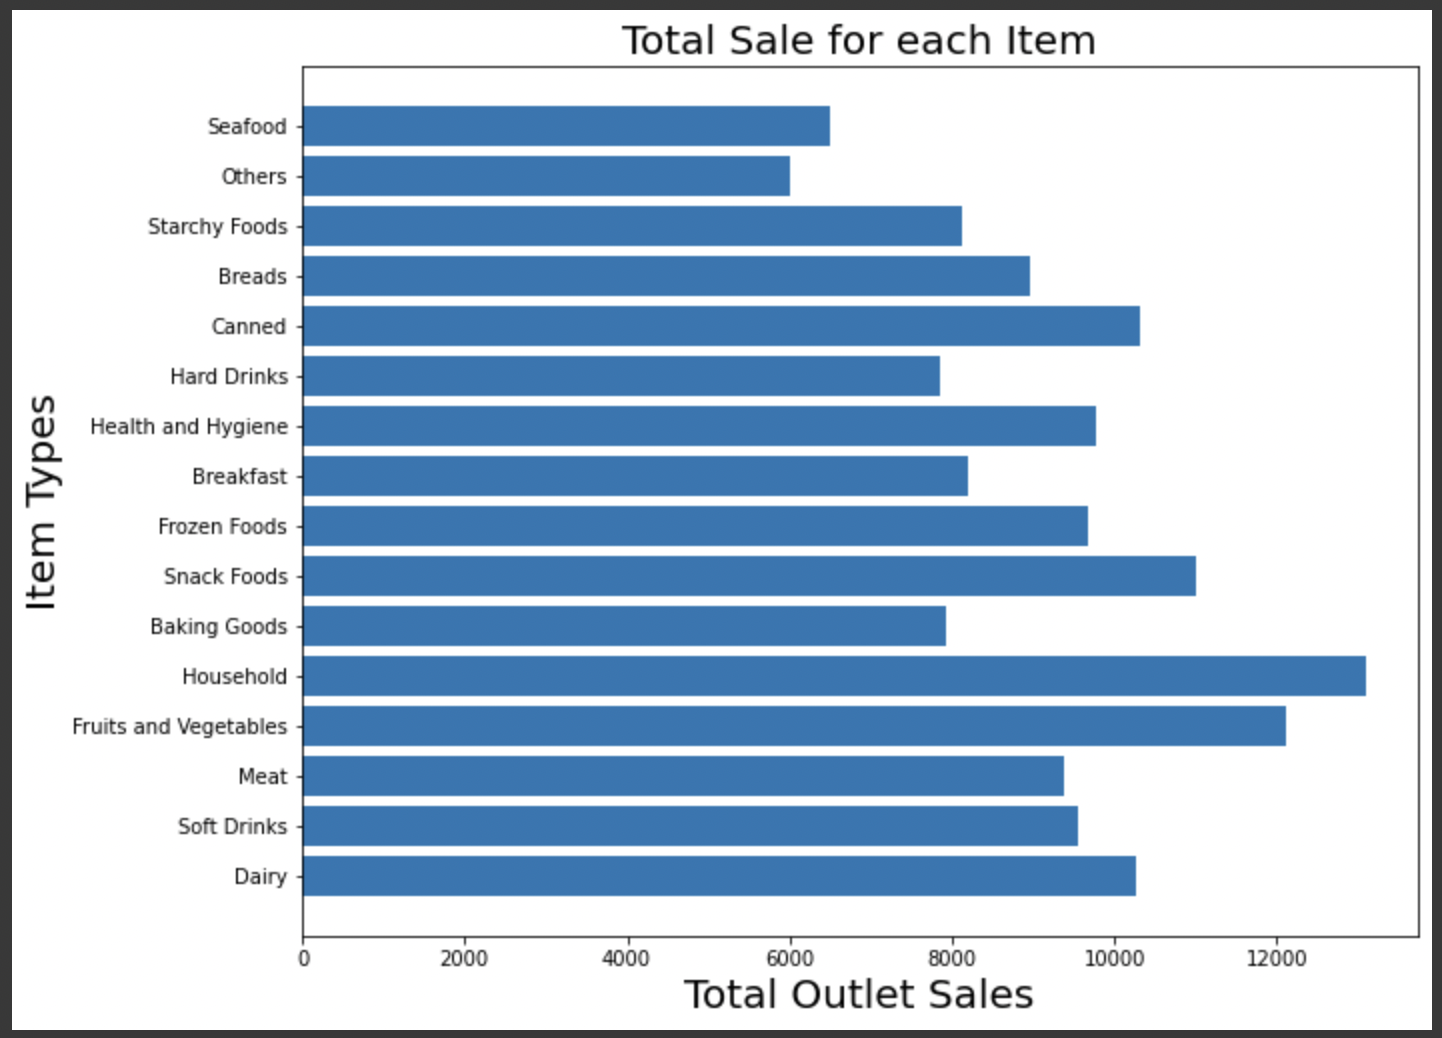 Total Sale for each Item
Seafood
Others
Starchy Foods
Breads
Canned
Hard Drinks
Health and Hygiene
Breakfast
Frozen Foods
Snack Foods
Baking Goods
Household
Fruits and Vegetables
Meat
Soft Drinks
Dairy
Item Types
0 2000 4000 6000 8000 10000 12000
Total Outlet Sales